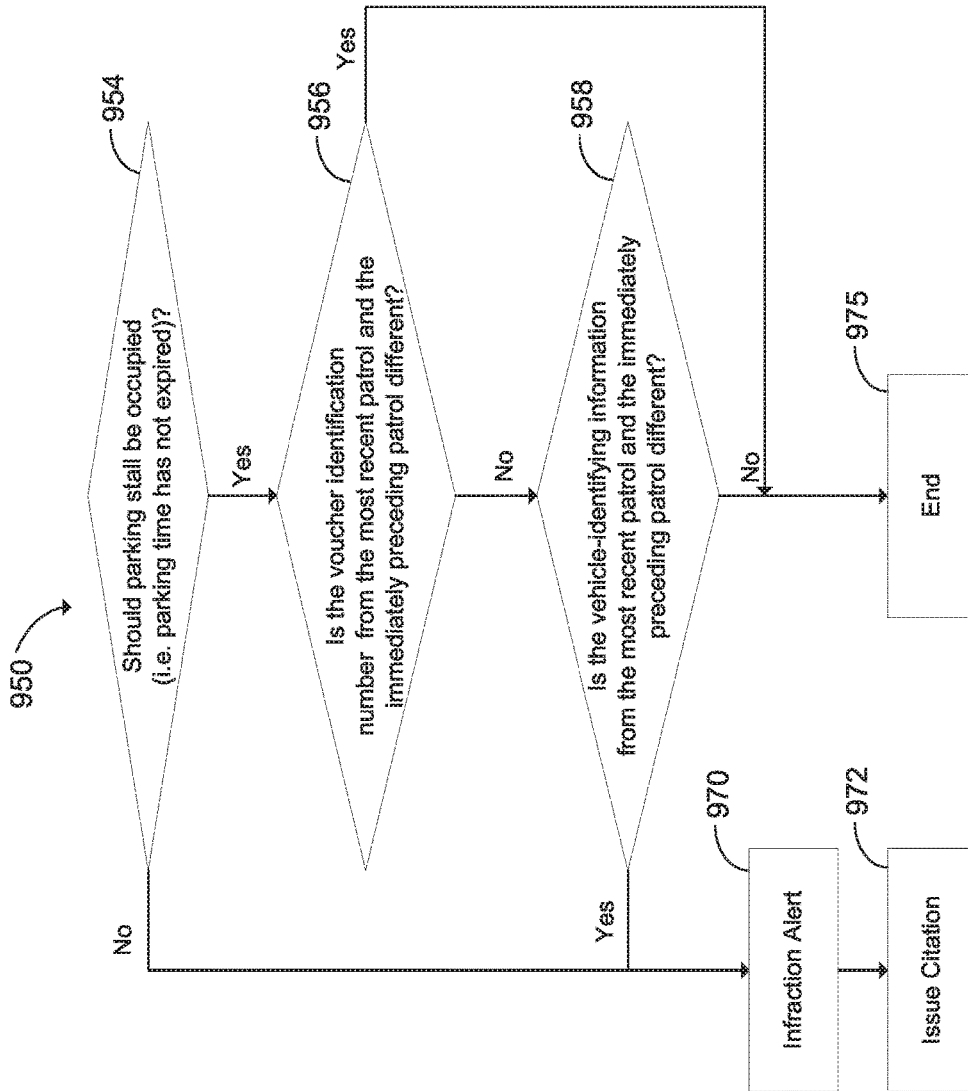 950
954
Should parking stall be occupied
(i.e. parking time has not expired)?
No
Yes
956
Is the voucher identification
number from the most recent patrol and the
immediately preceding patrol different?
Yes
No
958
Is the vehicle-identifying information
from the most recent patrol and the immediately
preceding patrol different?
Yes
No
970
Infraction Alert
972
Issue Citation
975
End